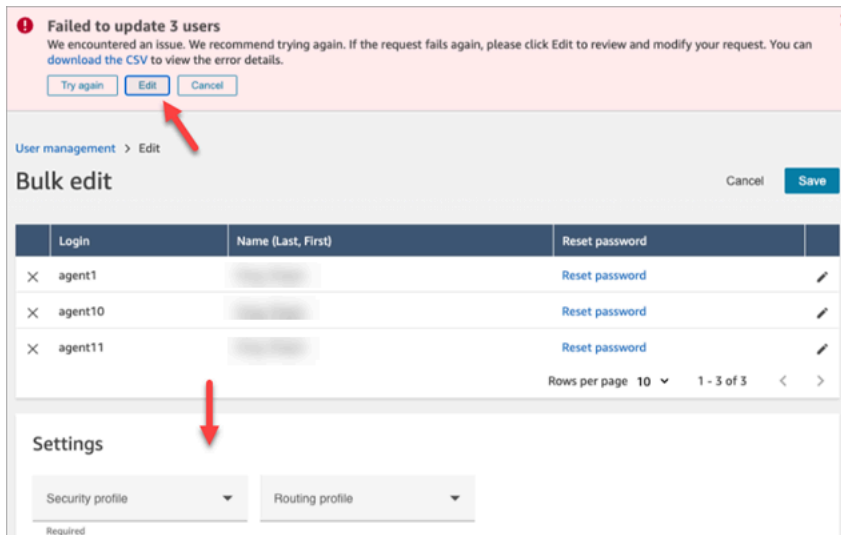 Failed to update 3 users
We encountered an issue. We recommend trying again. If the request fails again, please click Edit to review and modify your request. You can
download the CSV to view the error details.
Try again Edit Cancel
User management > Edit
Bulk edit Cancel Save
Login Name (Last, First) Reset password
agent1 Reset password
agent10 Reset password
agent11 Reset password
Rows per page 10 1 - 3 of 3
Settings
Security profile Routing profile
Required